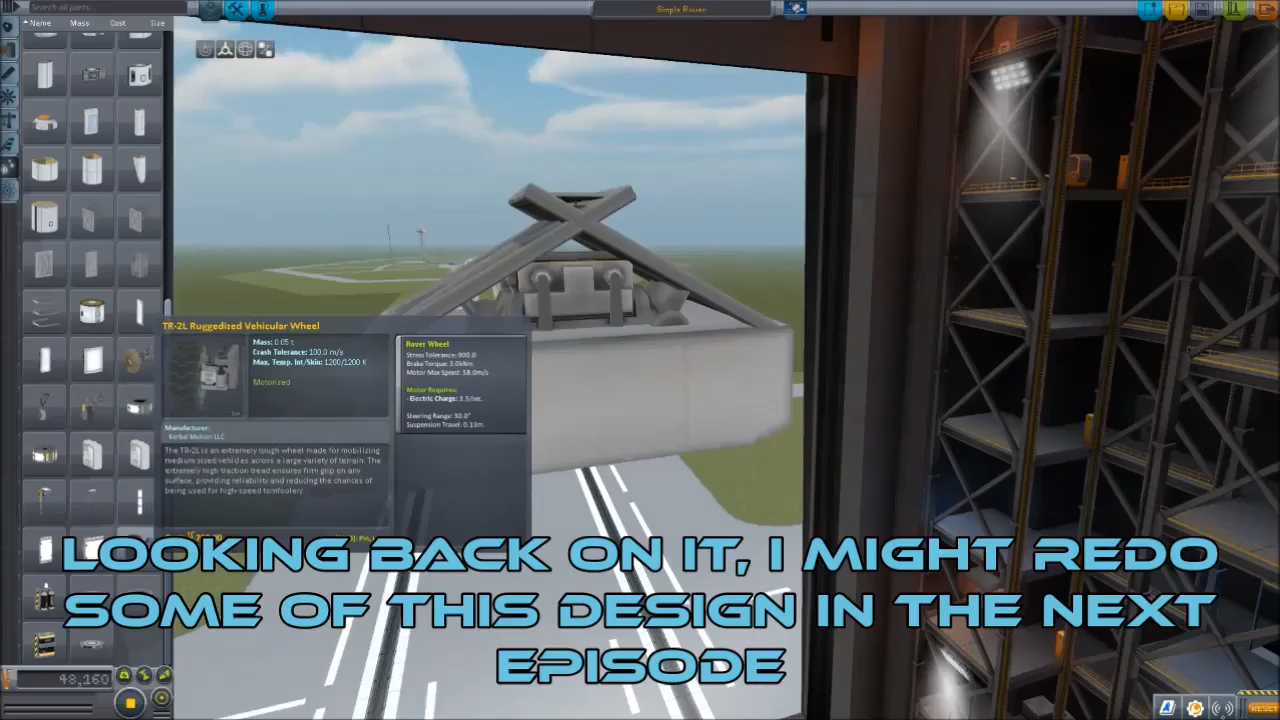 Search all parts...
Simple Rover
Name Mass Cost Size
TR-2L Ruggedized Vehicular Wheel
Mass: 0.05 t
Crash Tolerance: 100.0 m/s
Max. Temp. Int/Skin: 1200/1200 K
Motorized
Rover Wheel
Stress Tolerance: 800.0
Brake Torque: 3.0kNm
Motor Max Speed: 58.0m/s
Motor Requires:
- Electric Charge: 3.5/sec.
Steering Range: 30.0°
Suspension Travel: 0.13m
Manufacturer:
Kerbal Motion LLC
The TR-2L is an extremely tough wheel made for mobilizing
medium sized vehicles across a large variety of terrain. The
extremely high traction tread ensures firm grip on any
surface, providing reliability and reducing the chances of
being used for high-speed tomfoolery.
LOOKING BACK ON IT, I MIGHT REDO
SOME OF THIS DESIGN IN THE NEXT
EPISODE
48,160
RESET